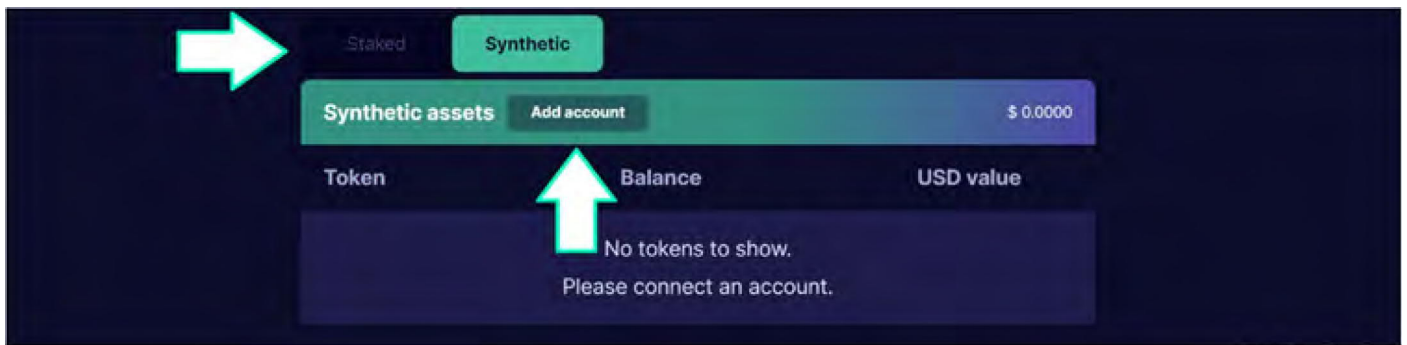 Staked Synthetic
Synthetic assets Add account $ 0.0000
Token Balance USD value
No tokens to show.
Please connect an account.